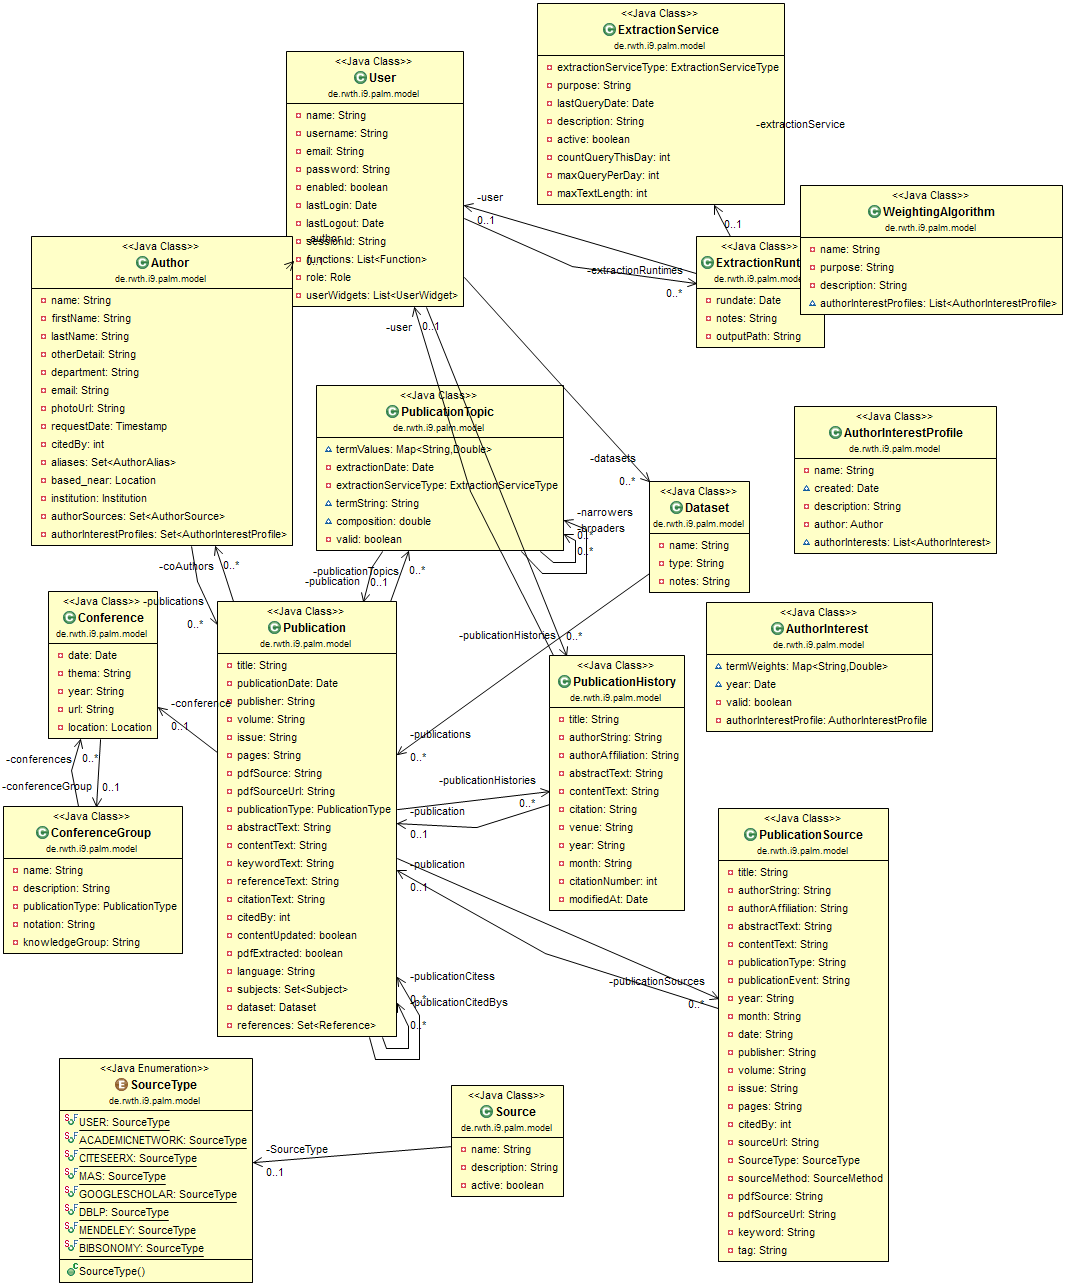 <<Java Class>>
ExtractionService
de.rwth.i9.palm.model
extractionServiceType: ExtractionServiceType
purpose: String
lastQueryDate: Date
description: String
active: boolean
countQueryThisDay: int
maxQueryPerDay: int
maxTextLength: int
-extractionService
0..1
<<Java Class>>
User
de.rwth.i9.palm.model
name: String
username: String
email: String
password: String
enabled: boolean
lastLogin: Date
lastLogout: Date
sessionId: String
functions: List<Function>
role: Role
userWidgets: List<UserWidget>
-author
0..1
-user
0..1
-extractionRuntimes
0..*
<<Java Class>>
WeightingAlgorithm
de.rwth.i9.palm.model
name: String
purpose: String
description: String
authorInterestProfiles: List<AuthorInterestProfile>
<<Java Class>>
ExtractionRunt
de.rwth.i9.palm.model
rundate: Date
notes: String
outputPath: String
<<Java Class>>
Author
de.rwth.i9.palm.model
name: String
firstName: String
lastName: String
otherDetail: String
department: String
email: String
photoUrl: String
requestDate: Timestamp
citedBy: int
aliases: Set<AuthorAlias>
based_near: Location
institution: Institution
authorSources: Set<AuthorSource>
authorInterestProfiles: Set<AuthorInterestProfile>
-user
0..1
<<Java Class>>
PublicationTopic
de.rwth.i9.palm.model
termValues: Map<String,Double>
extractionDate: Date
extractionServiceType: ExtractionServiceType
termString: String
composition: double
valid: boolean
-datasets
0..*
-narrowers
0..*
-broaders
0..*
<<Java Class>>
Dataset
de.rwth.i9.palm.model
name: String
type: String
notes: String
<<Java Class>>
AuthorInterestProfile
de.rwth.i9.palm.model
name: String
created: Date
description: String
author: Author
authorInterests: List<AuthorInterest>
<<Java Class>>
AuthorInterest
de.rwth.i9.palm.model
termWeights: Map<String,Double>
year: Date
valid: boolean
authorInterestProfile: AuthorInterestProfile
-coAuthors
0..*
-publications
0..*
-publicationTopics
0..*
-publication
0..1
-publicationHistories
0..*
<<Java Class>>
Conference
de.rwth.i9.palm.model
date: Date
thema: String
year: String
url: String
location: Location
-conference
0..1
-conferences
0..*
-conferenceGroup
0..1
<<Java Class>>
ConferenceGroup
de.rwth.i9.palm.model
name: String
description: String
publicationType: PublicationType
notation: String
knowledgeGroup: String
<<Java Class>>
Publication
de.rwth.i9.palm.model
title: String
publicationDate: Date
publisher: String
volume: String
issue: String
pages: String
pdfSource: String
pdfSourceUrl: String
publicationType: PublicationType
abstractText: String
contentText: String
keywordText: String
referenceText: String
citationText: String
citedBy: int
contentUpdated: boolean
pdfExtracted: boolean
language: String
subjects: Set<Subject>
dataset: Dataset
references: Set<Reference>
-publications
0..*
-publicationHistories
0..*
-publication
0..1
-publication
0..1
-publicationSources
0..*
-publicationCitess
0..*
-publicationCitedBys
0..*
<<Java Class>>
PublicationHistory
de.rwth.i9.palm.model
title: String
authorString: String
authorAffiliation: String
abstractText: String
contentText: String
citation: String
venue: String
year: String
month: String
citationNumber: int
modifiedAt: Date
<<Java Class>>
PublicationSource
de.rwth.i9.palm.model
title: String
authorString: String
authorAffiliation: String
abstractText: String
contentText: String
publicationType: String
publicationEvent: String
year: String
month: String
date: String
publisher: String
volume: String
issue: String
pages: String
citedBy: int
sourceUrl: String
SourceType: SourceType
sourceMethod: SourceMethod
pdfSource: String
pdfSourceUrl: String
keyword: String
tag: String
<<Java Enumeration>>
SourceType
de.rwth.i9.palm.model
USER: SourceType
ACADEMICNETWORK: SourceType
CITESEERX: SourceType
MAS: SourceType
GOOGLESCHOLAR: SourceType
DBLP: SourceType
MENDELEY: SourceType
BIBSONOMY: SourceType
SourceType()
-SourceType
0..1
<<Java Class>>
Source
de.rwth.i9.palm.model
name: String
description: String
active: boolean